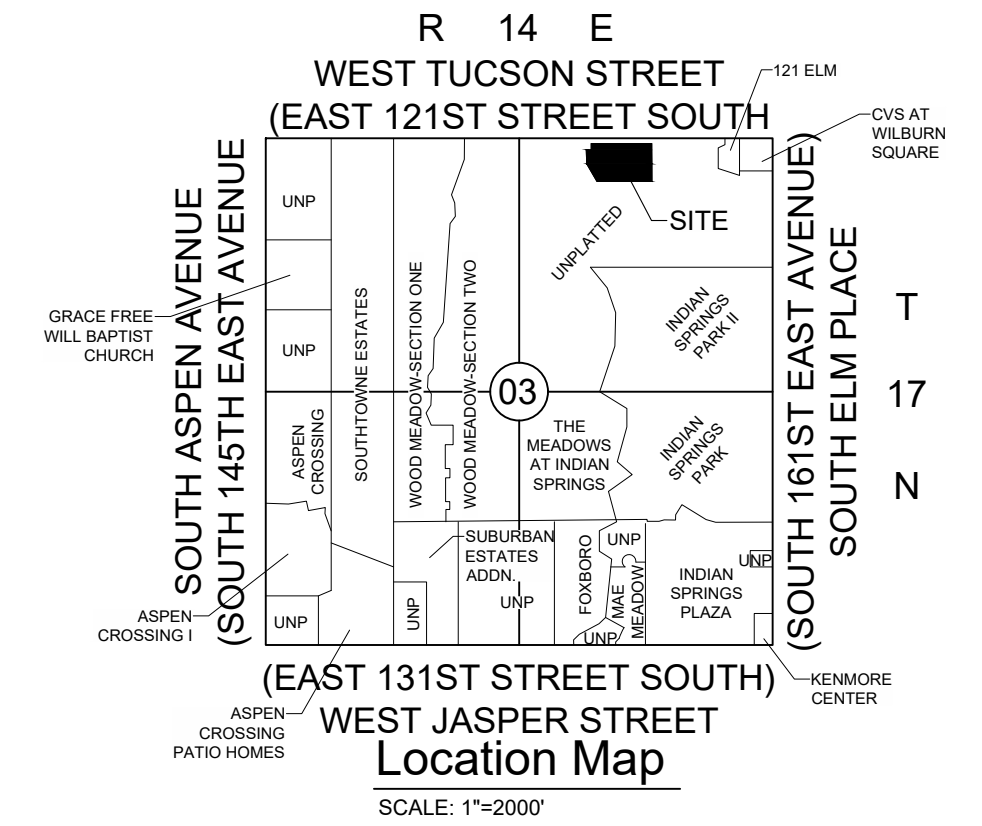 R 14 E
WEST TUCSON STREET
(EAST 121ST STREET SOUTH
121 ELM
CVS AT
WILBURN
SQUARE
SOUTH ASPEN AVENUE
(SOUTH 145TH EAST AVENUE
(SOUTH 161ST EAST AVENUE)
SOUTH ELM PLACE
T
17
N
UNP
GRACE FREE
WILL BAPTIST
CHURCH
UNP
SOUTHTOWNE ESTATES
WOOD MEADOW-SECTION ONE
WOOD MEADOW-SECTION TWO
UNPLATTED
SITE
INDIAN
SPRINGS
PARK II
03
ASPEN
CROSSING
THE
MEADOWS
AT INDIAN
SPRINGS
INDIAN
SPRINGS
PARK
SUBURBAN
ESTATES
ADDN.
UNP
FOXBORO
UNP
MAE
MEADOW
UNP
INDIAN
SPRINGS
PLAZA
UNP
ASPEN
CROSSING I
UNP
UNP
KENMORE
CENTER
(EAST 131ST STREET SOUTH)
WEST JASPER STREET
ASPEN
CROSSING
PATIO HOMES
Location Map
SCALE: 1"=2000'